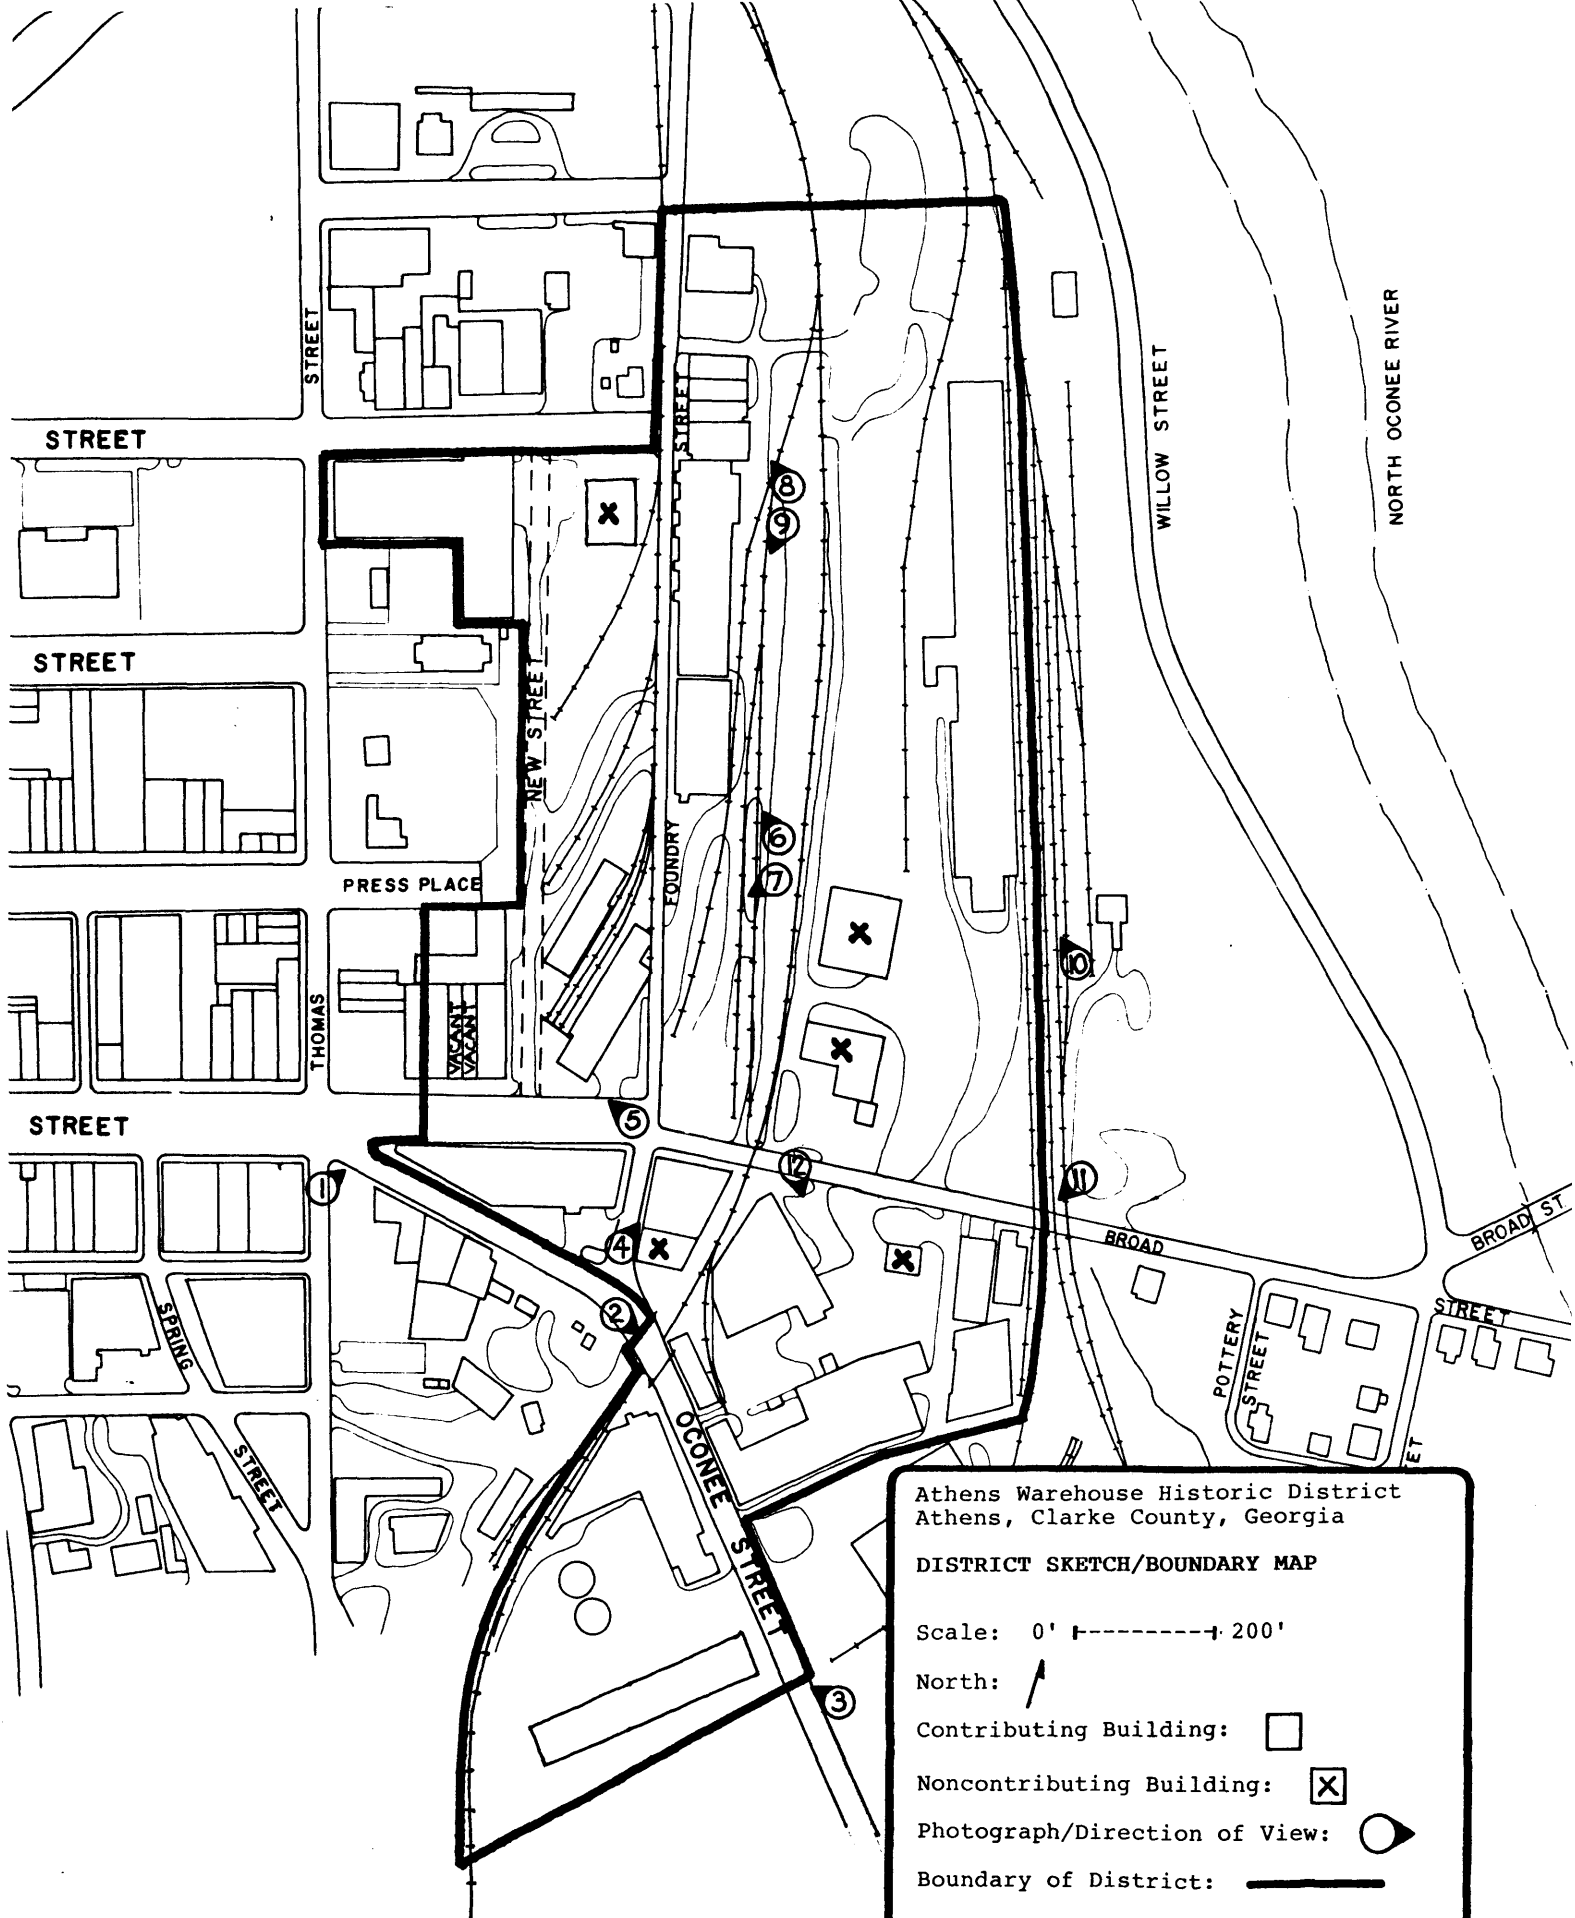 STREET
STREET
STREET
STREET
WILLOW STREET
NORTH OCONEE RIVER
8
9
STREET
NEW STREET
6
7
FOUNDRY
PRESS PLACE
10
THOMAS
VACANT
VACANT
STREET
5
12
11
1
4
BROAD
BROAD ST.
2
SPRING
STREET
POTTERY
STREET
OCONEE STREET
STREET
EET
3
Athens Warehouse Historic District
Athens, Clarke County, Georgia
DISTRICT SKETCH/BOUNDARY MAP
Scale: 0' 200'
North:
Contributing Building:
Noncontributing Building: X
Photograph/Direction of View:
Boundary of District:
X
X
X
X
X